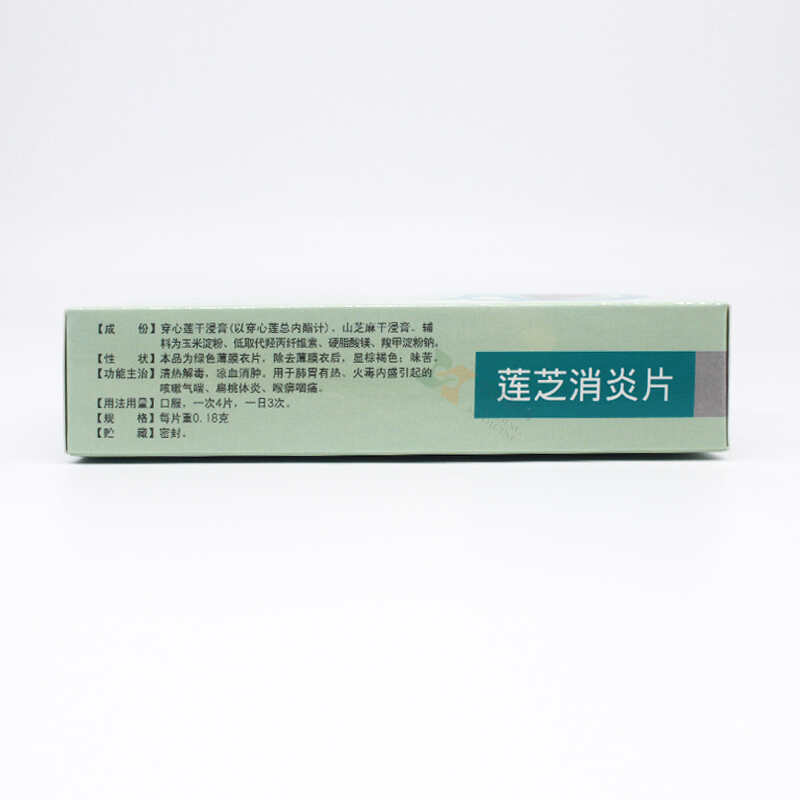 【成 份】穿心莲干浸膏(以穿心莲总内酯计)、山芝麻干浸膏、辅
料为玉米淀粉、低取代羟丙纤维素、硬脂酸镁、羧甲淀粉钠。
【性 状】本品为绿色薄膜衣片，除去薄膜衣后，显棕褐色；味苦。
【功能主治】清热解毒，凉血消肿。用于肺胃有热、火毒内盛引起的
咳嗽气喘、扁桃体炎、喉痹咽痛。
【用法用量】口服，一次4片，一日3次。
【规 格】每片重0.18克
【贮 藏】密封。
莲芝消炎片